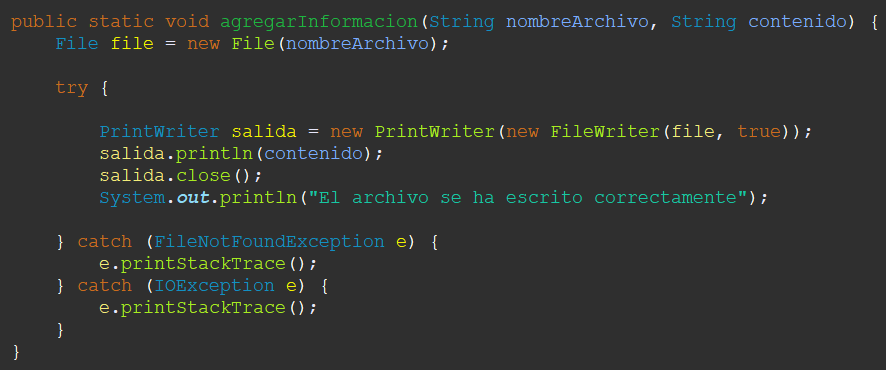 public static void agregarInformacion(String nombreArchivo, String contenido) {
    File file = new File(nombreArchivo);
    try {
        PrintWriter salida = new PrintWriter(new FileWriter(file, true));
        salida.println(contenido);
        salida.close();
        System.out.println("El archivo se ha escrito correctamente");
    } catch (FileNotFoundException e) {
        e.printStackTrace();
    } catch (IOException e) {
        e.printStackTrace();
    }
}